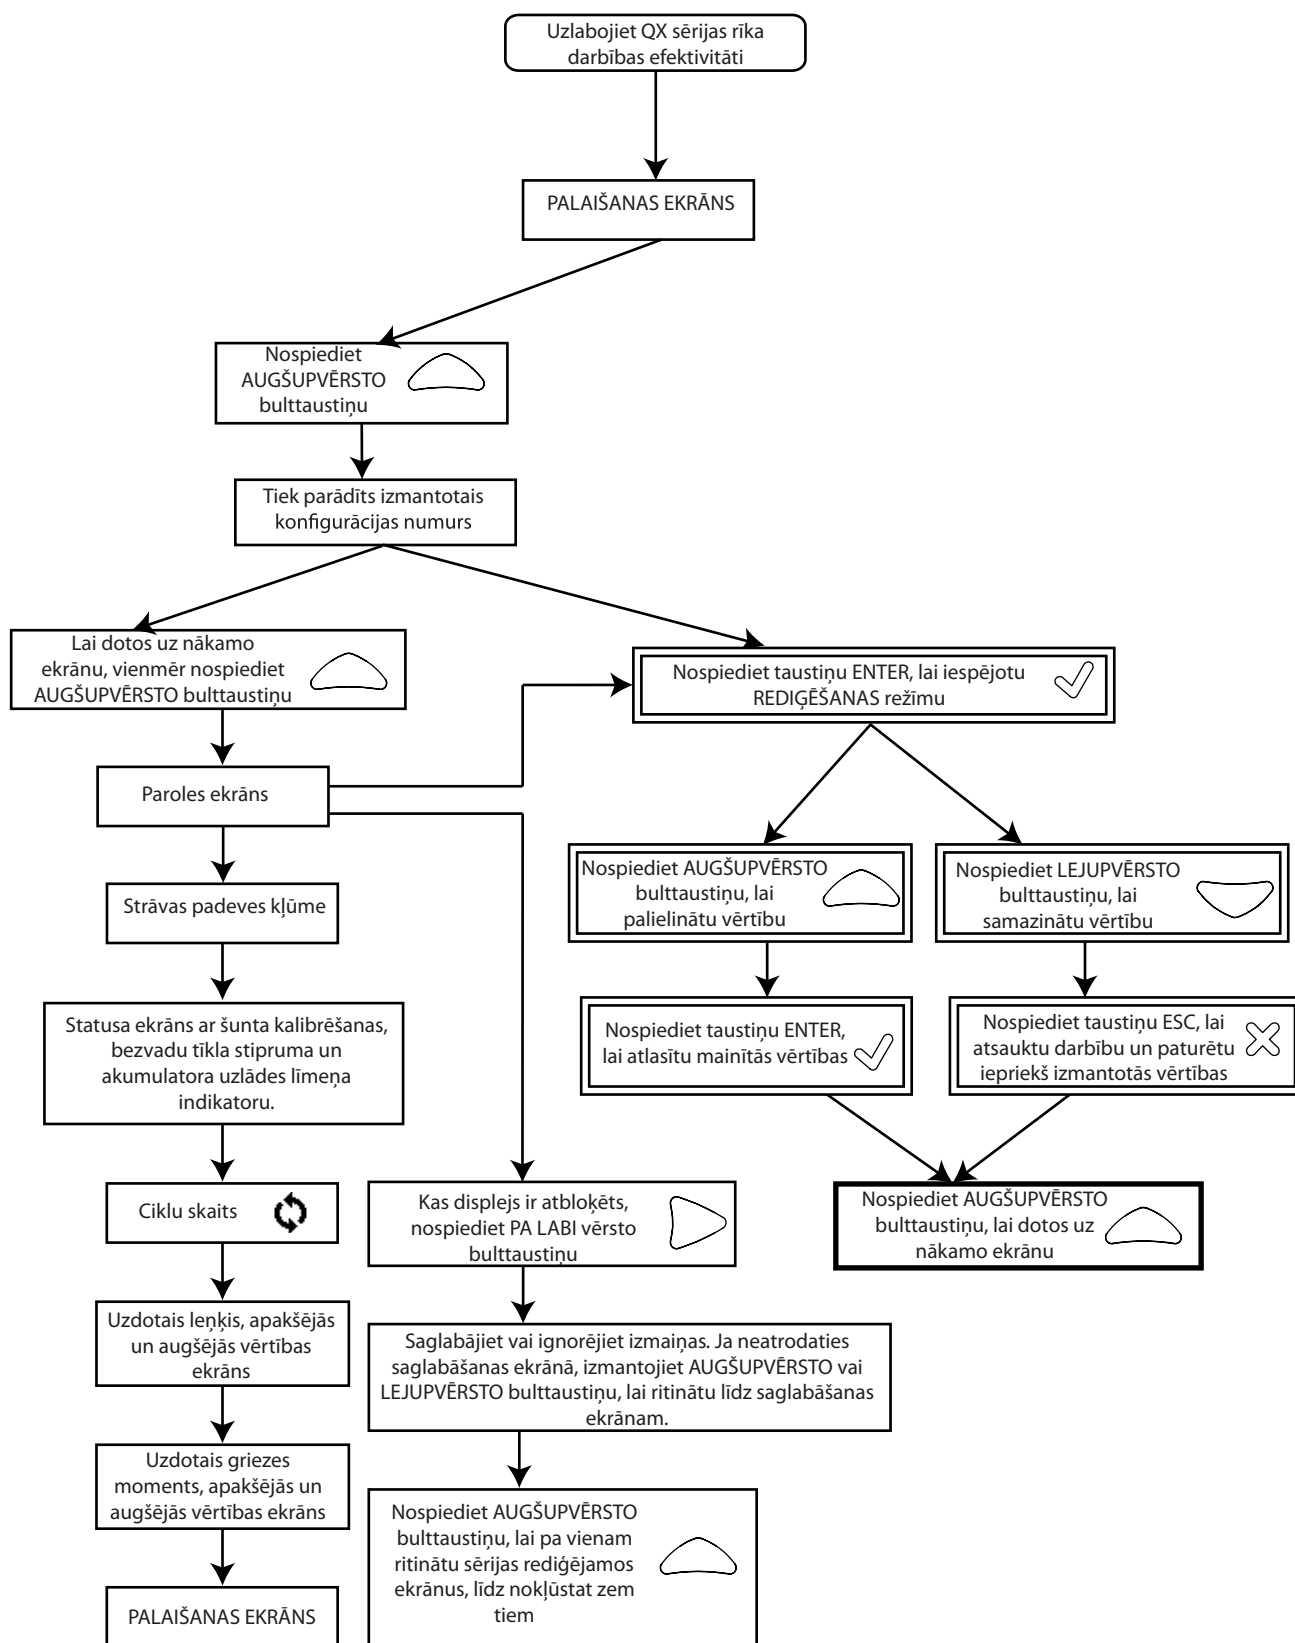 Uzlabojiet QX sērijas rīka
darbības efektivitāti
PALAIŠANAS EKRĀNS
Nospiediet
AUGŠUPVĒRSTO
bulttaustiņu
Tiek parādīts izmantotais
konfigurācijas numurs
Lai dotos uz nākamo
ekrānu, vienmēr nospiediet
AUGŠUPVĒRSTO bulttaustiņu
Nospiediet taustiņu ENTER, lai iespējotu
REDIĢĒŠANAS režīmu
Paroles ekrāns
Nospiediet AUGŠUPVĒRSTO
bulttaustiņu, lai
palielinātu vērtību
Nospiediet LEJUPVĒRSTO
bulttaustiņu, lai
samazinātu vērtību
Strāvas padeves kļūme
Nospiediet taustiņu ENTER,
lai atlasītu mainītās vērtības
Nospiediet taustiņu ESC, lai
atsauktu darbību un paturētu
iepriekš izmantotās vērtības
Statusa ekrāns ar šunta kalibrēšanas,
bezvadu tīkla stipruma un
akumulatora uzlādes līmeņa
indikatoru.
Ciklu skaits
Kas displejs ir atbloķēts,
nospiediet PA LABI vērsto
bulttaustiņu
Nospiediet AUGŠUPVĒRSTO
bulttaustiņu, lai dotos uz
nākamo ekrānu
Uzdotais leņķis, apakšējās
un augšējās vērtības
ekrāns
Saglabājiet vai ignorējiet izmaiņas. Ja neatrodaties
saglabāšanas ekrānā, izmantojiet AUGŠUPVĒRSTO vai
LEJUPVĒRSTO bulttaustiņu, lai ritinātu līdz saglabāšanas
ekrānam.
Uzdotais griezes
moments, apakšējās un
augšējās vērtības ekrāns
Nospiediet AUGŠUPVĒRSTO
bulttaustiņu, lai pa vienam
ritinātu sērijas rediģējamos
ekrānus, līdz nokļūstat zem
tiem
PALAIŠANAS EKRĀNS